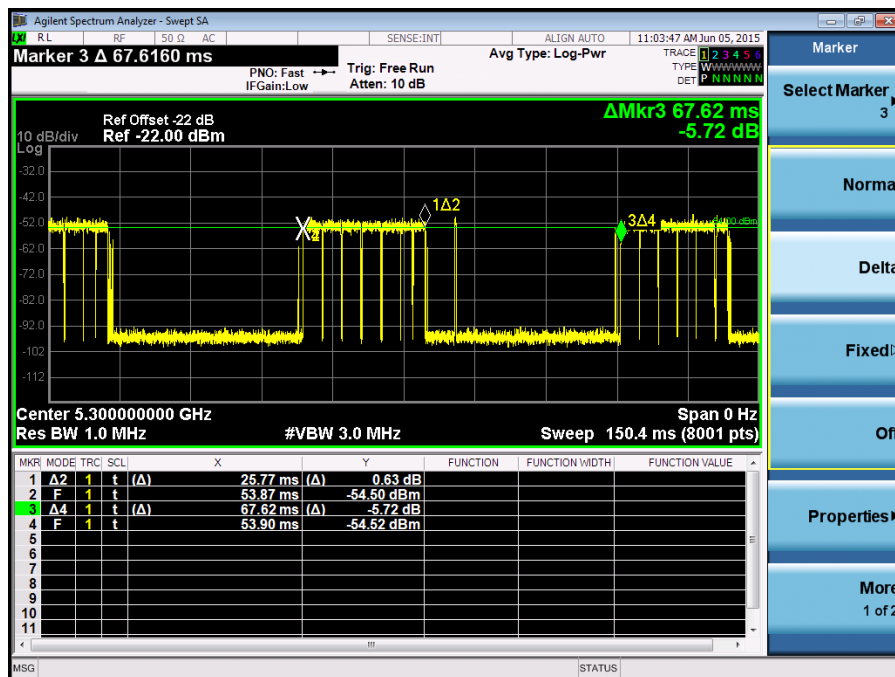 Agilent Spectrum Analyzer - Swept SA
LXI RL RF 50 Ω AC SENSE:INT ALIGN AUTO 11:03:47 AM Jun 05, 2015
Marker 3 Δ 67.6160 ms
PNO: Fast
IFGain:Low
Trig: Free Run
Atten: 10 dB
Avg Type: Log-Pwr
TRACE 1 2 3 4 5 6
TYPE WWWWWW
DET P N N N N N
ΔMkr3 67.62 ms
-5.72 dB
Ref Offset -22 dB
10 dB/div Ref -22.00 dBm
Log
-32.0
-42.0
-52.0
-62.0
-72.0
-82.0
-92.0
-102
-112
1Δ2
3Δ4
Center 5.300000000 GHz Span 0 Hz
Res BW 1.0 MHz #VBW 3.0 MHz Sweep 150.4 ms (8001 pts)
MKR MODE TRC SCL X Y FUNCTION FUNCTION WIDTH FUNCTION VALUE
1 Δ2 1 t (Δ) 25.77 ms (Δ) 0.63 dB
2 F 1 t 53.87 ms -54.50 dBm
3 Δ4 1 t (Δ) 67.62 ms (Δ) -5.72 dB
4 F 1 t 53.90 ms -54.52 dBm
5
6
7
8
9
10
11
MSG STATUS
Marker
Select Marker
3
Norma
Delta
Fixed
Off
Properties
More
1 of 2